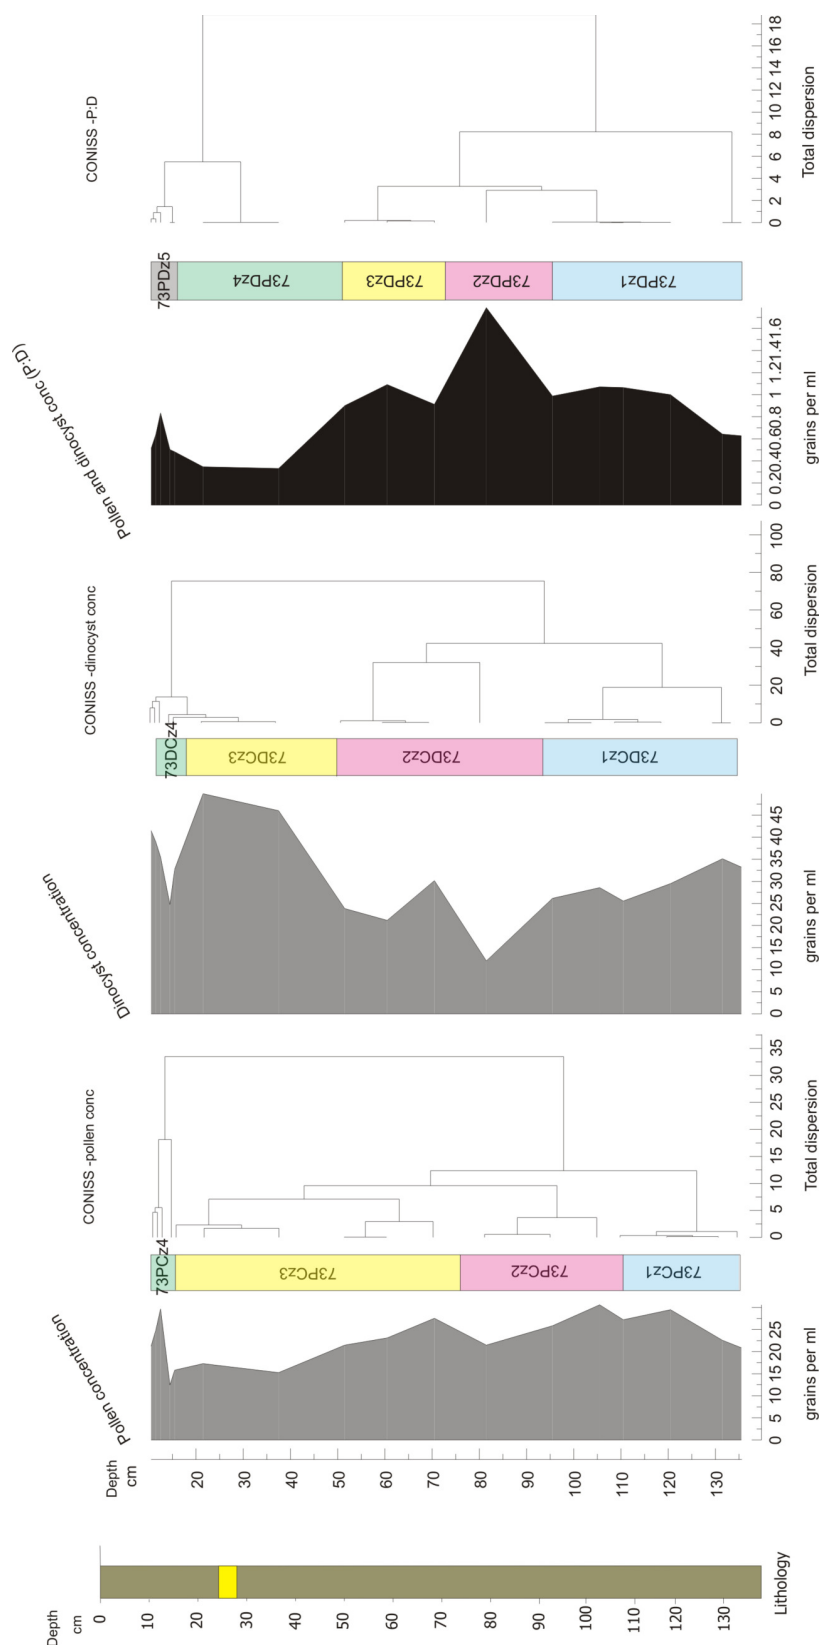 Depth
cm
0
10
20
30
40
50
60
70
80
90
100
110
120
130
Lithology
Depth
cm
20
30
40
50
60
70
80
90
100
110
120
130
Pollen concentration
0 5 10 15 20 25
grains per ml
73PCz4
73PCz3
73PCz2
73PCz1
CONISS -pollen conc
0 5 10 15 20 25 30 35
Total dispersion
Dinocyst concentration
0 5 10 15 20 25 30 35 40 45
grains per ml
73DCz4
73DCz3
73DCz2
73DCz1
CONISS -dinocyst conc
0 20 40 60 80 100
Total dispersion
Pollen and dinocyst conc (P:D)
0 0.20.40.60.8 1 1.21.41.6
grains per ml
73PDz5
73PDz4
73PDz3
73PDz2
73PDz1
CONISS -P:D
0 2 4 6 8 10 12 14 16 18
Total dispersion